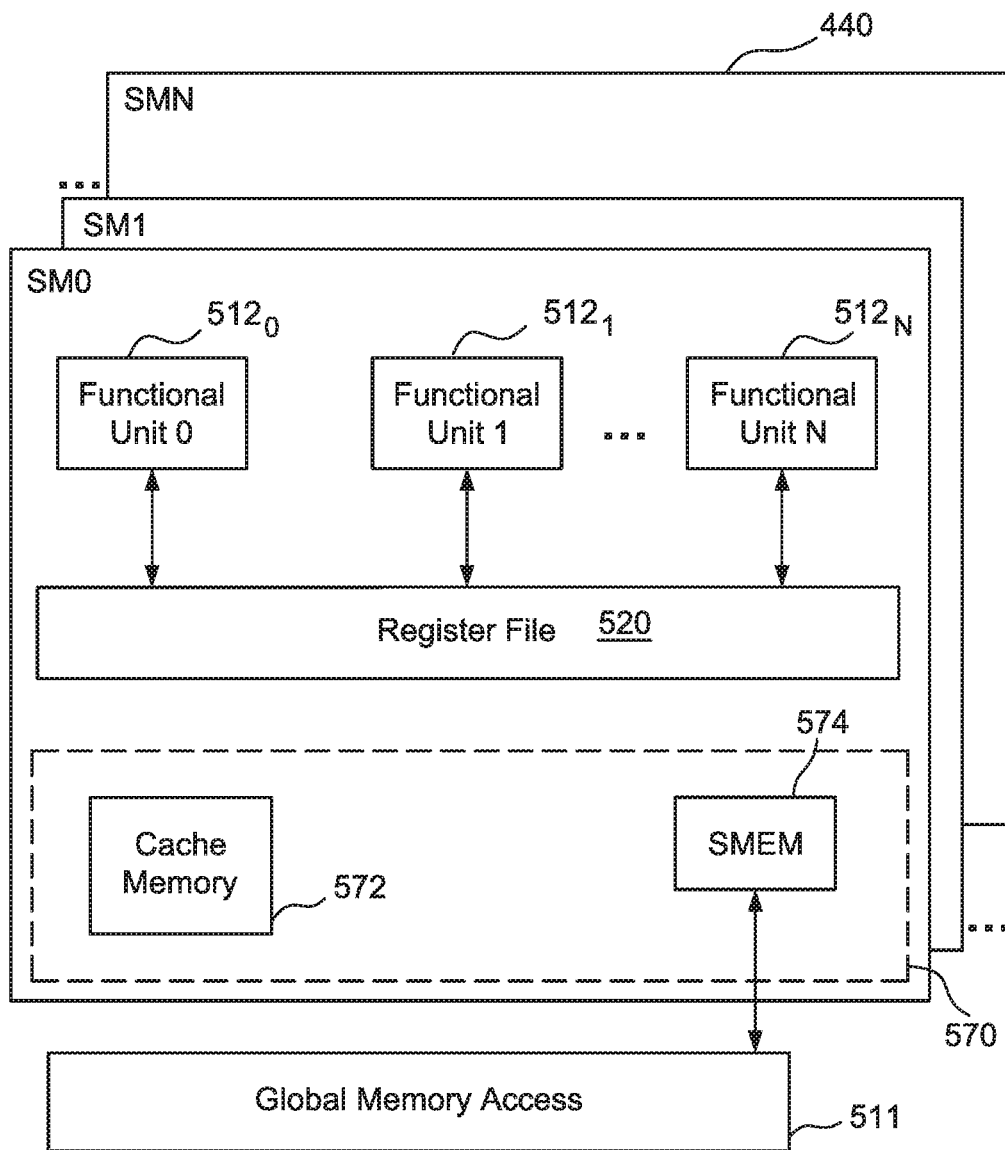 440
SMN
...
SM1
SM0
512₀
512₁
512ₙ
Functional
Unit 0
Functional
Unit 1
...
Functional
Unit N
Register File 520
574
Cache
Memory
572
SMEM
...
570
Global Memory Access
511